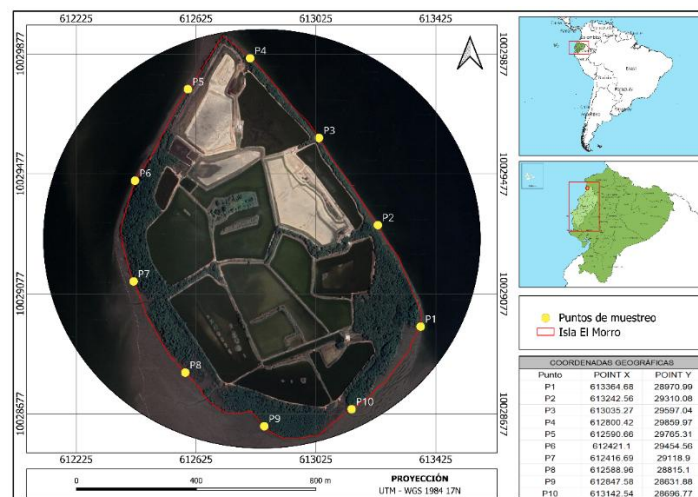 612225 612625 613025 613425
10029877 10029877
10029477 10029477
10029077 10029077
10028677 10028677
P4
P5
P3
P6
P2
P7
P1
P8
P10
P9
612225 612625 613025 613425
0 400 800 m
PROYECCIÓN
UTM - WGS 1984 17N
Colombia
Brasil
Puntos de muestreo
Isla El Morro
COORDENADAS GEOGRÁFICAS
Punto POINT X POINT Y
P1 613364.68 28970.99
P2 613242.56 29310.08
P3 613035.27 29597.04
P4 612800.42 29859.97
P5 612590.66 29765.31
P6 612421.1 29454.56
P7 612416.69 29118.9
P8 612588.96 28815.1
P9 612847.58 28631.88
P10 613142.54 28696.77